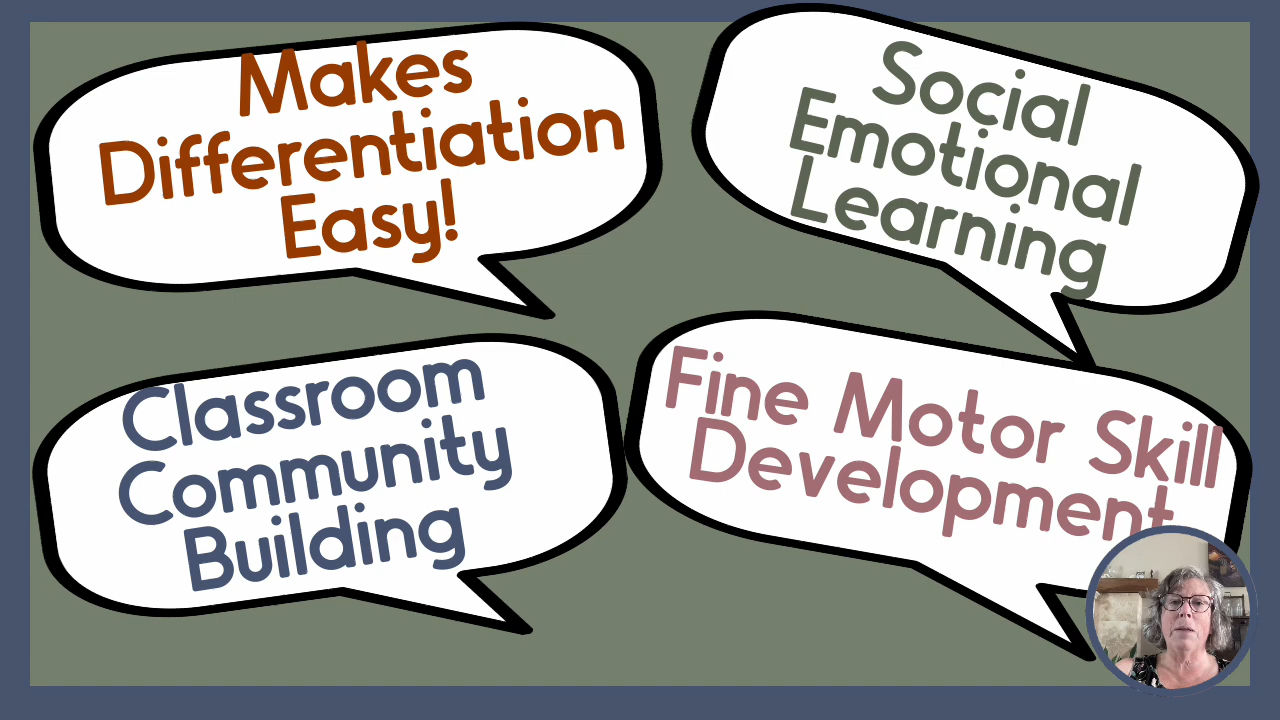 Makes
Differentiation
Easy!
Social
Emotional
Learning
Classroom
Community
Building
Fine Motor Skill
Development